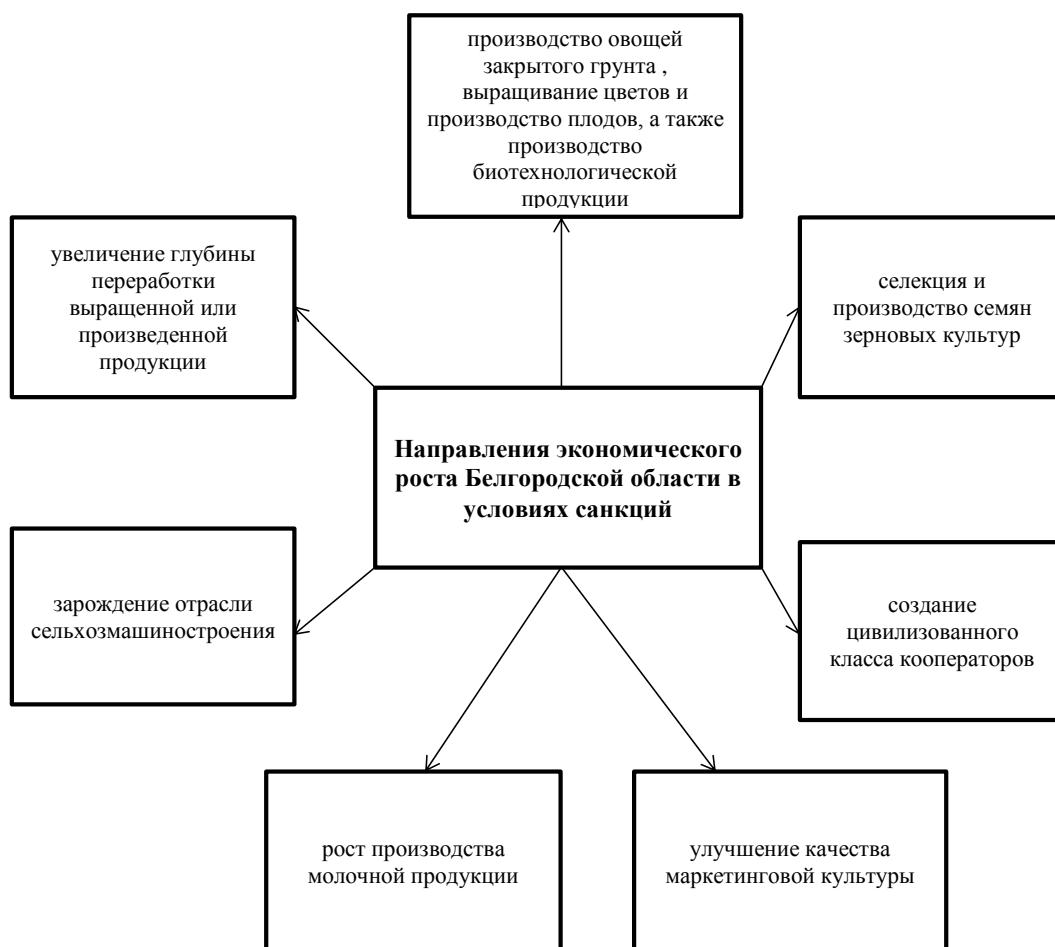 производство овощей
закрытого грунта ,
выращивание цветов и
производство плодов, а также
производство
биотехнологической
продукции
увеличение глубины
переработки
выращенной или
произведенной
продукции
селекция и
производство семян
зерновых культур
Направления экономического
роста Белгородской области в
условиях санкций
зарождение отрасли
сельхозмашиностроения
создание
цивилизованного
класса кооператоров
рост производства
молочной продукции
улучшение качества
маркетинговой культуры